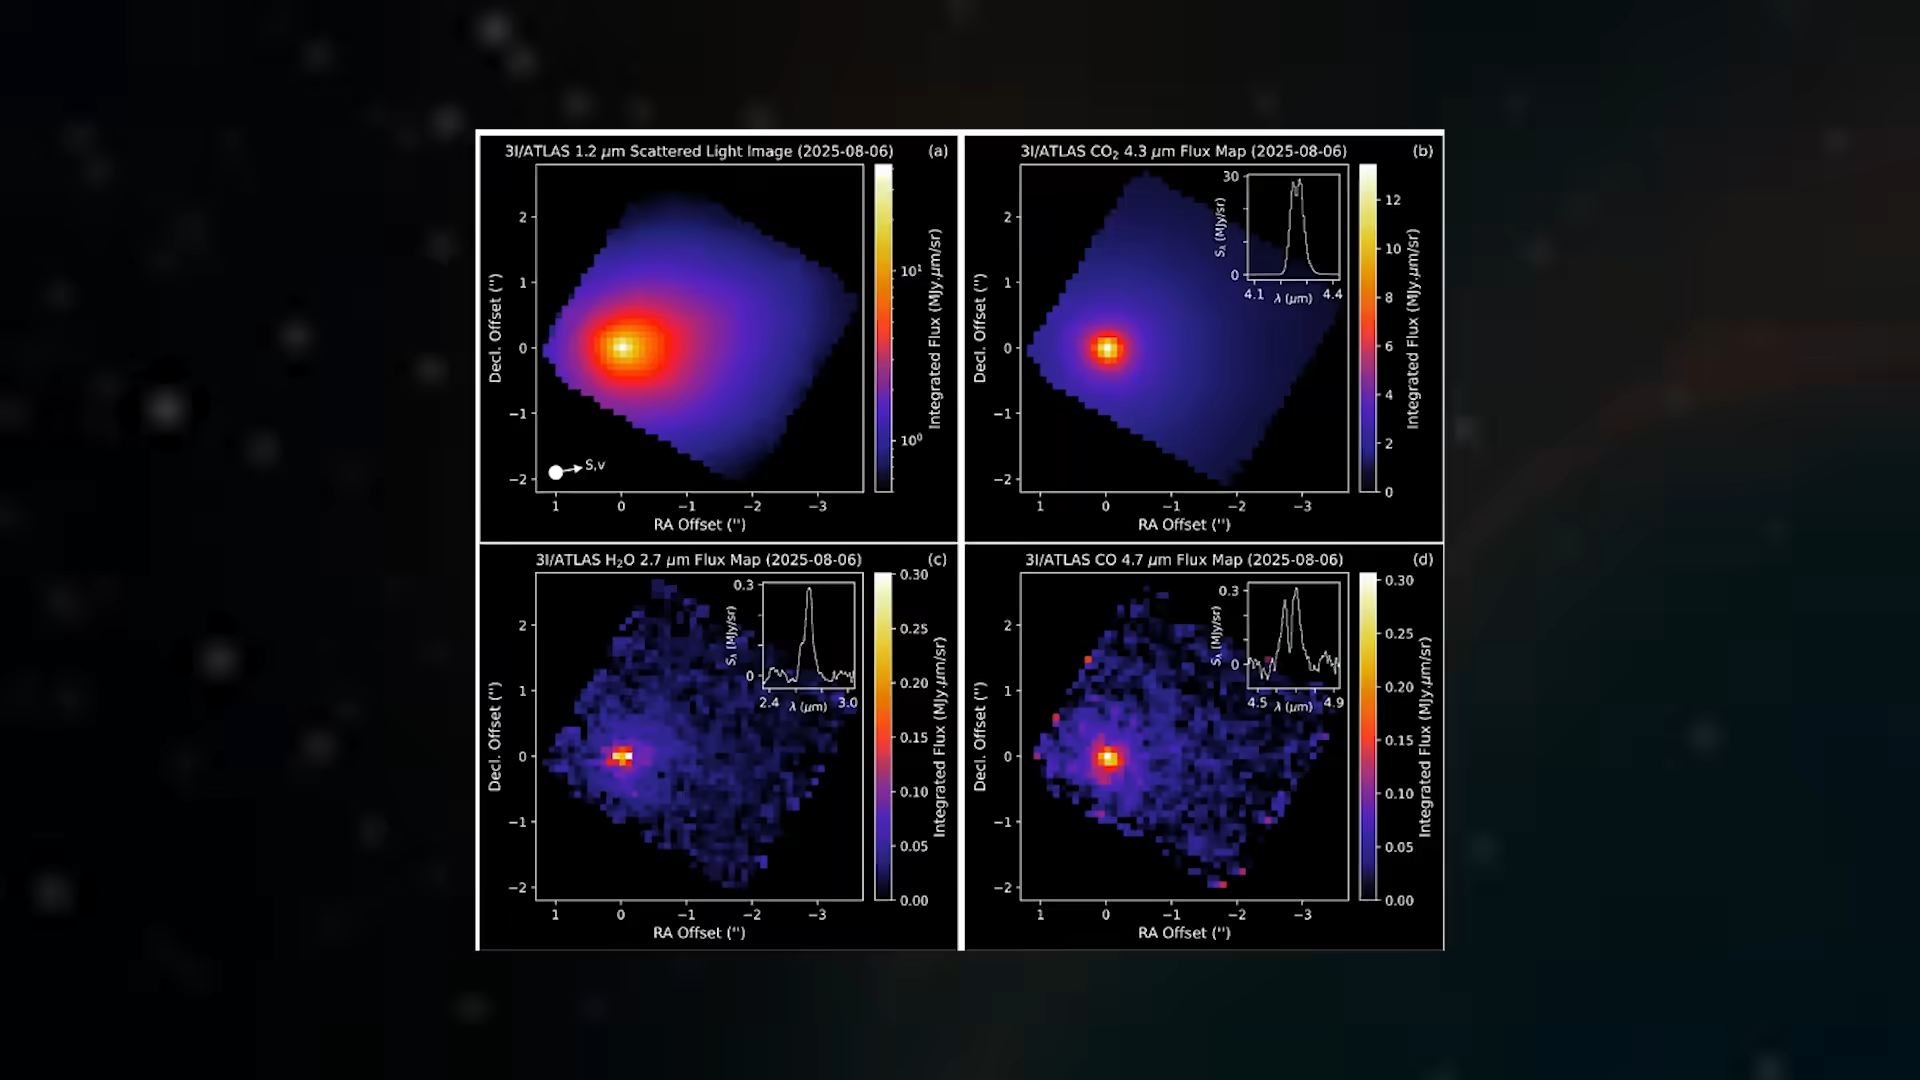 3I/ATLAS 1.2 μm Scattered Light Image (2025-08-06) (a)
Decl. Offset ('')
2
1
0
−1
−2
S,v
1 0 −1 −2 −3
RA Offset ('')
10¹
10⁰
Integrated Flux (MJy.μm/sr)
3I/ATLAS CO₂ 4.3 μm Flux Map (2025-08-06) (b)
Decl. Offset ('')
2
1
0
−1
−2
30
0
Sλ (MJy/sr)
4.1 λ (μm) 4.4
1 0 −1 −2 −3
RA Offset ('')
12
10
8
6
4
2
0
Integrated Flux (MJy.μm/sr)
3I/ATLAS H₂O 2.7 μm Flux Map (2025-08-06) (c)
Decl. Offset ('')
2
1
0
−1
−2
0.3
0
Sλ (MJy/sr)
2.4 λ (μm) 3.0
1 0 −1 −2 −3
RA Offset ('')
0.30
0.25
0.20
0.15
0.10
0.05
0.00
Integrated Flux (MJy.μm/sr)
3I/ATLAS CO 4.7 μm Flux Map (2025-08-06) (d)
Decl. Offset ('')
2
1
0
−1
−2
0.3
0
Sλ (MJy/sr)
4.5 λ (μm) 4.9
1 0 −1 −2 −3
RA Offset ('')
0.30
0.25
0.20
0.15
0.10
0.05
0.00
Integrated Flux (MJy.μm/sr)